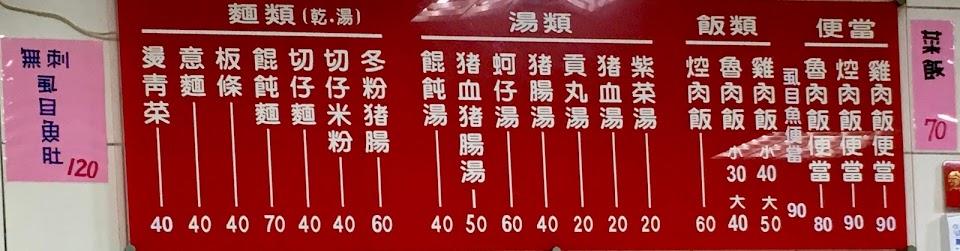 無刺
虱目魚肚
120
麵類(乾.湯)
燙青菜 40
意麵 40
板條 40
餛飩麵 70
切仔麵 40
切仔米粉 40
冬粉猪腸 60
湯類
餛飩湯 40
猪血猪腸湯 50
蚵仔湯 60
猪腸湯 40
貢丸湯 20
猪血湯 20
紫菜湯 20
飯類
焢肉飯 60
魯肉飯 小30 大40
雞肉飯 小40 大50
便當
虱目魚便當 90
魯肉飯便當 80
焢肉飯便當 90
雞肉飯便當 90
菜飯
70